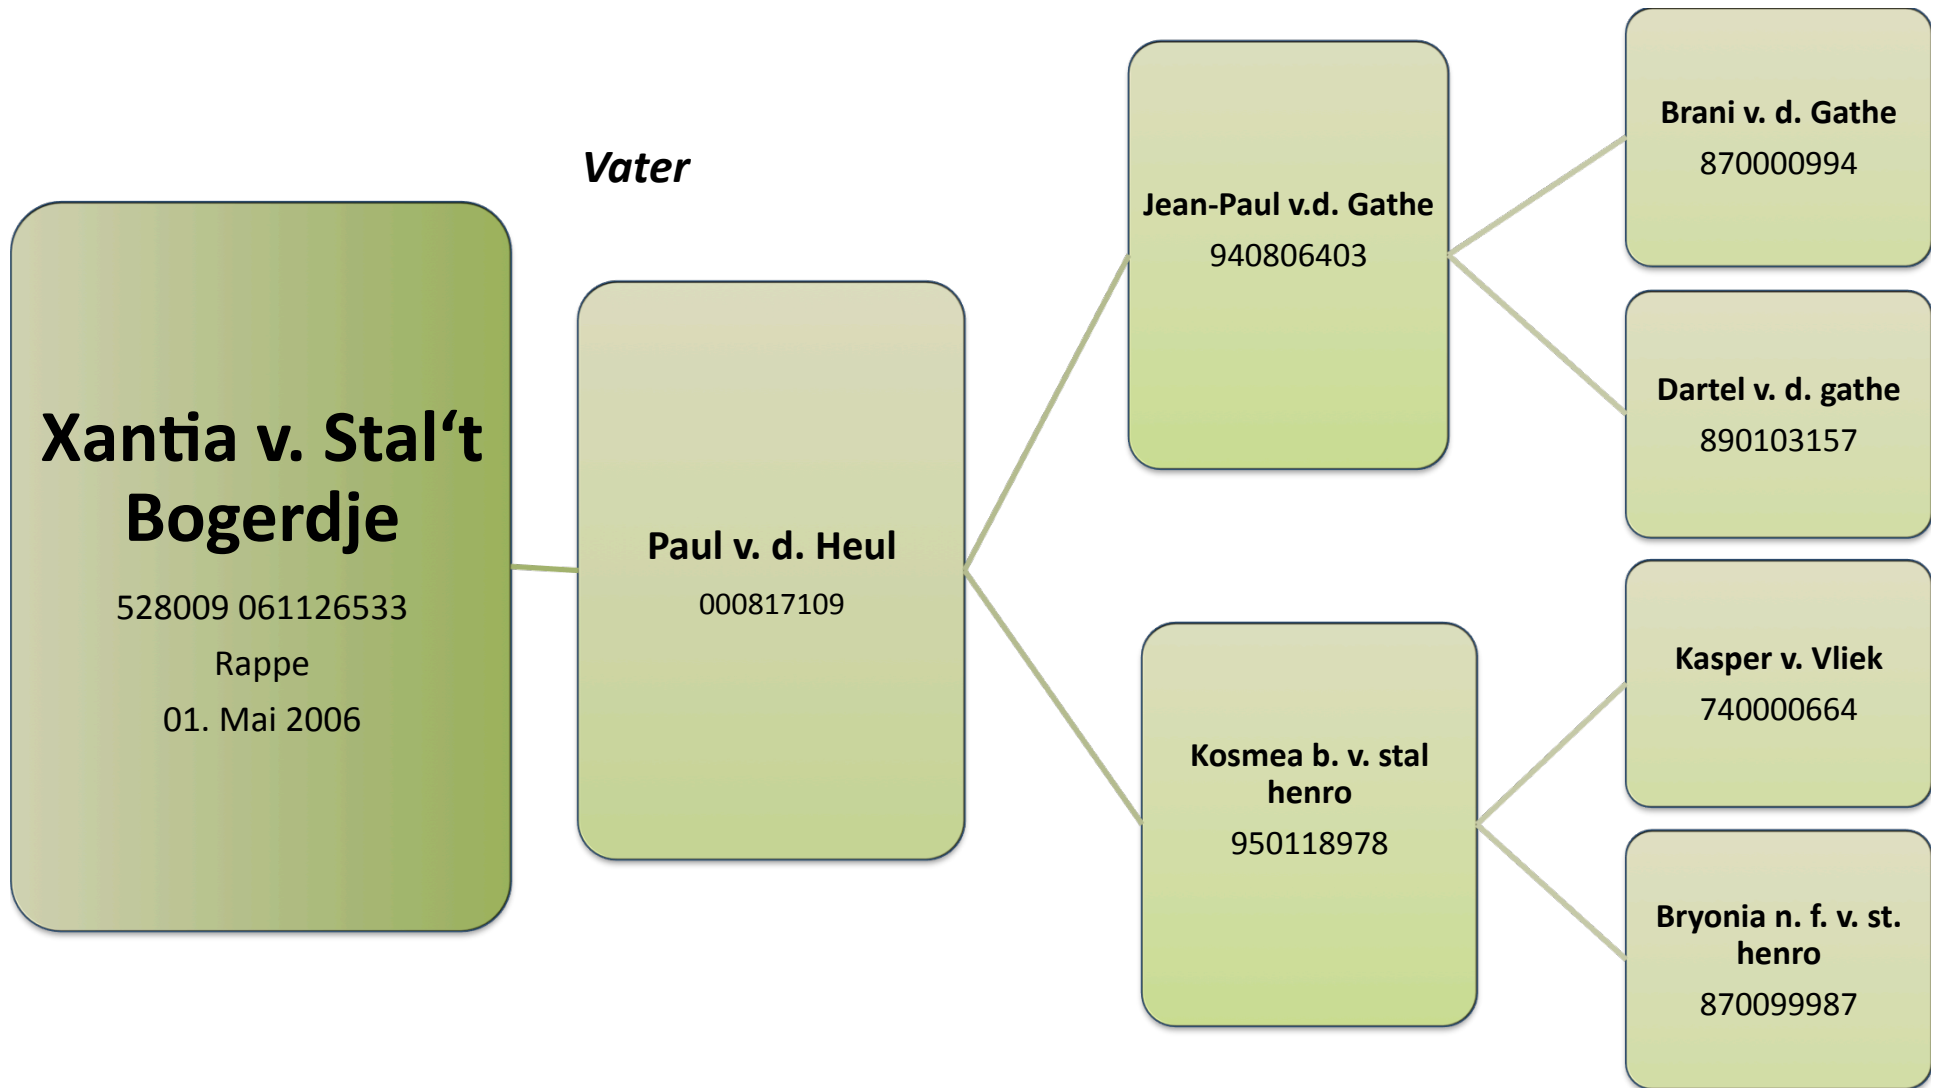 Vater
Xantia v. Stal‘t
Bogerdje
528009 061126533
Rappe
01. Mai 2006
Paul v. d. Heul
000817109
Jean-Paul v.d. Gathe
940806403
Kosmea b. v. stal
henro
950118978
Brani v. d. Gathe
870000994
Dartel v. d. gathe
890103157
Kasper v. Vliek
740000664
Bryonia n. f. v. st.
henro
870099987